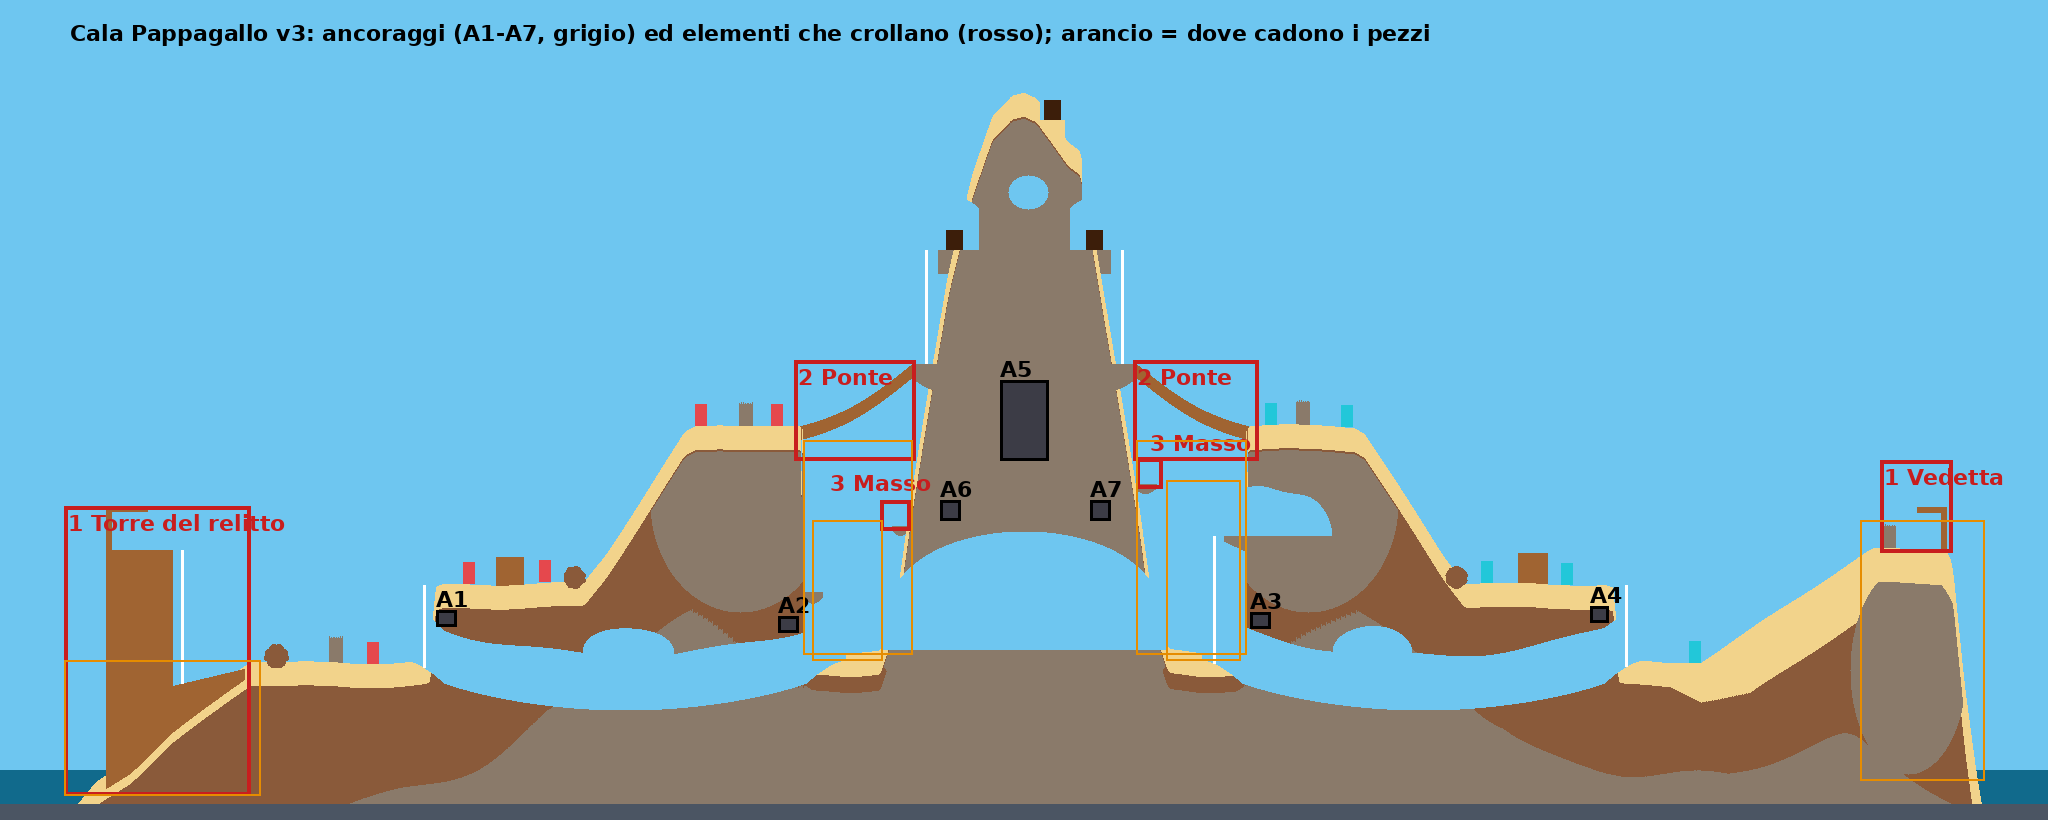 Cala Pappagallo v3: ancoraggi (A1-A7, grigio) ed elementi che crollano (rosso); arancio = dove cadono i pezzi
A5
2 Ponte
2 Ponte
3 Masso
1 Vedetta
3 Masso
A6
A7
1 Torre del relitto
A1
A2
A3
A4